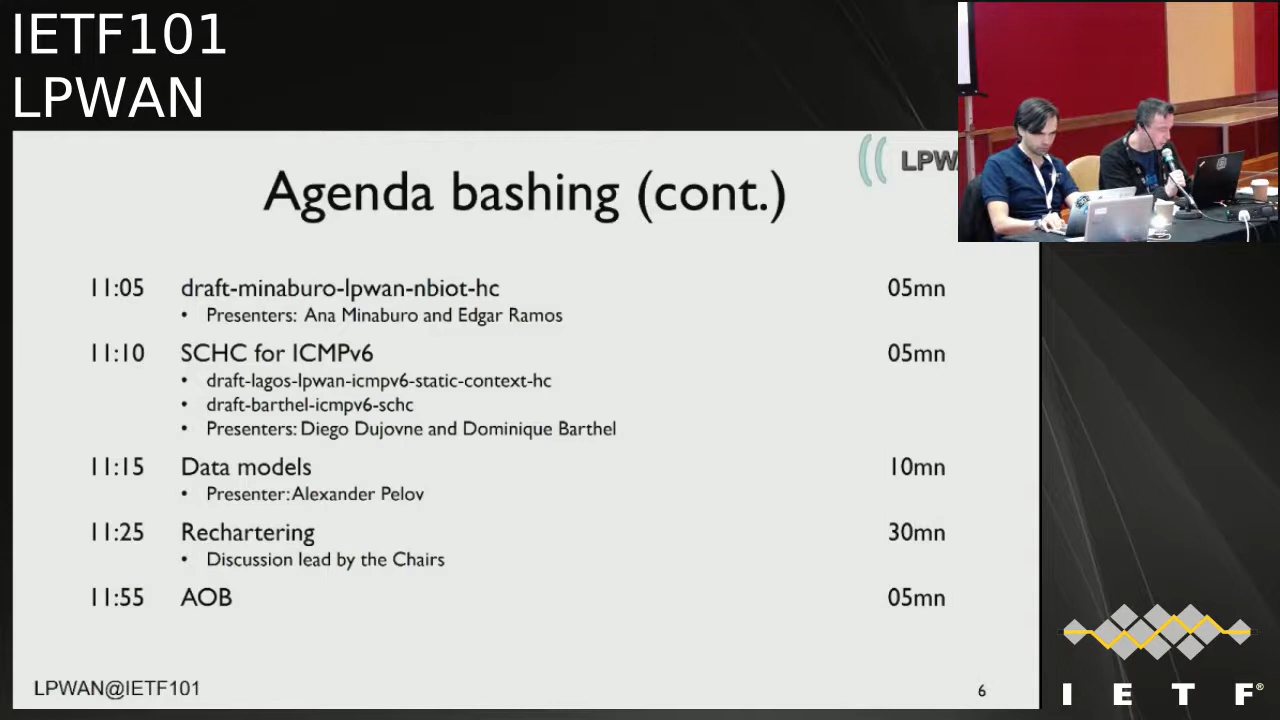 IETF101
LPWAN
LPW
Agenda bashing (cont.)
11:05 draft-minaburo-lpwan-nbiot-hc 05mn
• Presenters: Ana Minaburo and Edgar Ramos
11:10 SCHC for ICMPv6 05mn
• draft-lagos-lpwan-icmpv6-static-context-hc
• draft-barthel-icmpv6-schc
• Presenters: Diego Dujovne and Dominique Barthel
11:15 Data models 10mn
• Presenter: Alexander Pelov
11:25 Rechartering 30mn
• Discussion lead by the Chairs
11:55 AOB 05mn
LPWAN@IETF101 6
I E T F®